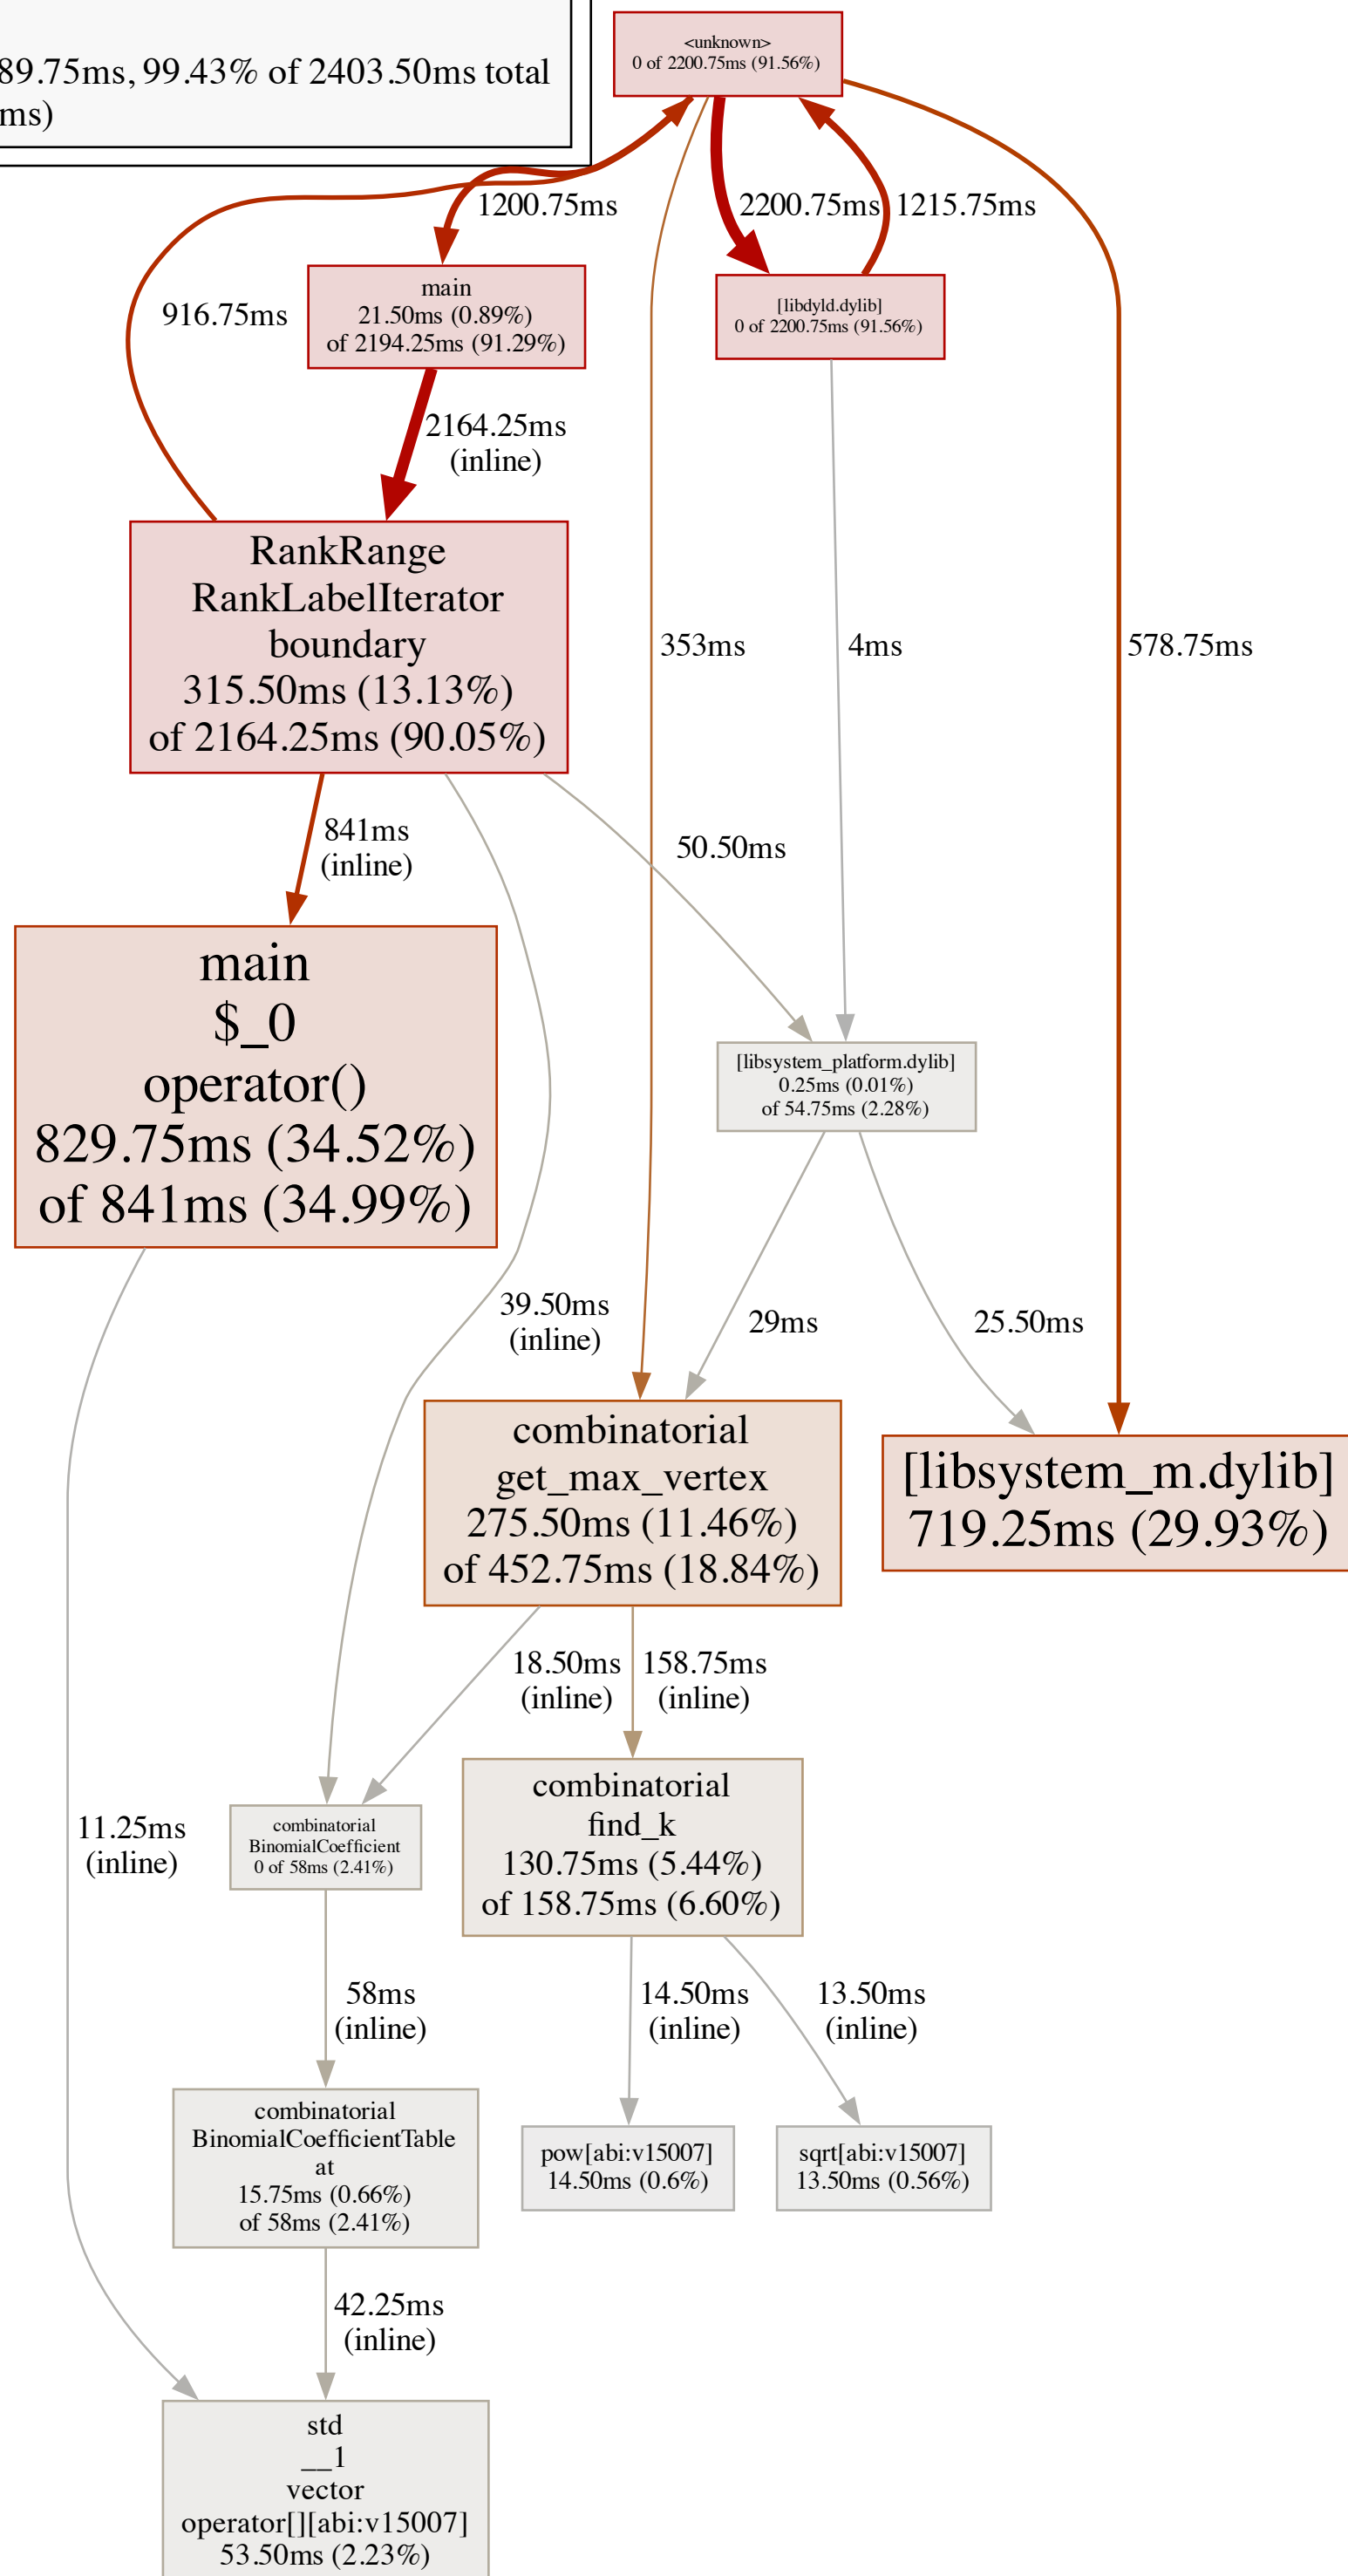 89.75ms, 99.43% of 2403.50ms total
ms)
<unknown>
0 of 2200.75ms (91.56%)
1200.75ms
2200.75ms
1215.75ms
916.75ms
main
21.50ms (0.89%)
of 2194.25ms (91.29%)
[libdyld.dylib]
0 of 2200.75ms (91.56%)
2164.25ms
(inline)
RankRange
RankLabelIterator
boundary
315.50ms (13.13%)
of 2164.25ms (90.05%)
353ms
4ms
578.75ms
841ms
(inline)
50.50ms
main
$_0
operator()
829.75ms (34.52%)
of 841ms (34.99%)
[libsystem_platform.dylib]
0.25ms (0.01%)
of 54.75ms (2.28%)
39.50ms
(inline)
29ms
25.50ms
combinatorial
get_max_vertex
275.50ms (11.46%)
of 452.75ms (18.84%)
[libsystem_m.dylib]
719.25ms (29.93%)
18.50ms
(inline)
158.75ms
(inline)
11.25ms
(inline)
combinatorial
BinomialCoefficient
0 of 58ms (2.41%)
combinatorial
find_k
130.75ms (5.44%)
of 158.75ms (6.60%)
58ms
(inline)
14.50ms
(inline)
13.50ms
(inline)
combinatorial
BinomialCoefficientTable
at
15.75ms (0.66%)
of 58ms (2.41%)
pow[abi:v15007]
14.50ms (0.6%)
sqrt[abi:v15007]
13.50ms (0.56%)
42.25ms
(inline)
std
__1
vector
operator[][abi:v15007]
53.50ms (2.23%)